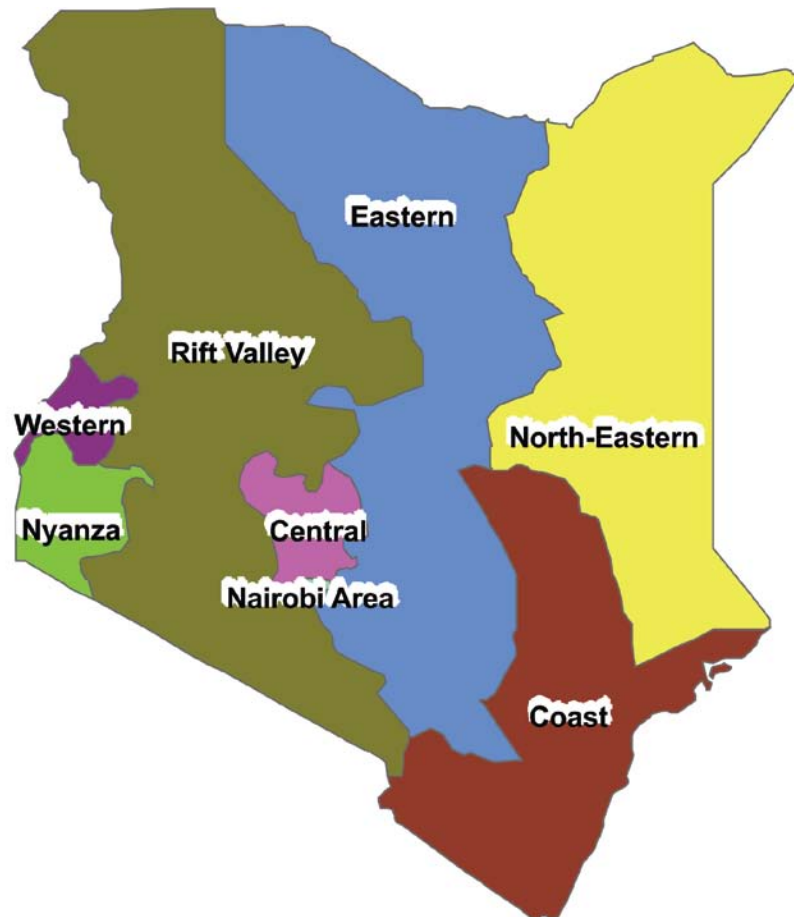 Eastern
Rift Valley
Western
North-Eastern
Nyanza
Central
Nairobi Area
Coast